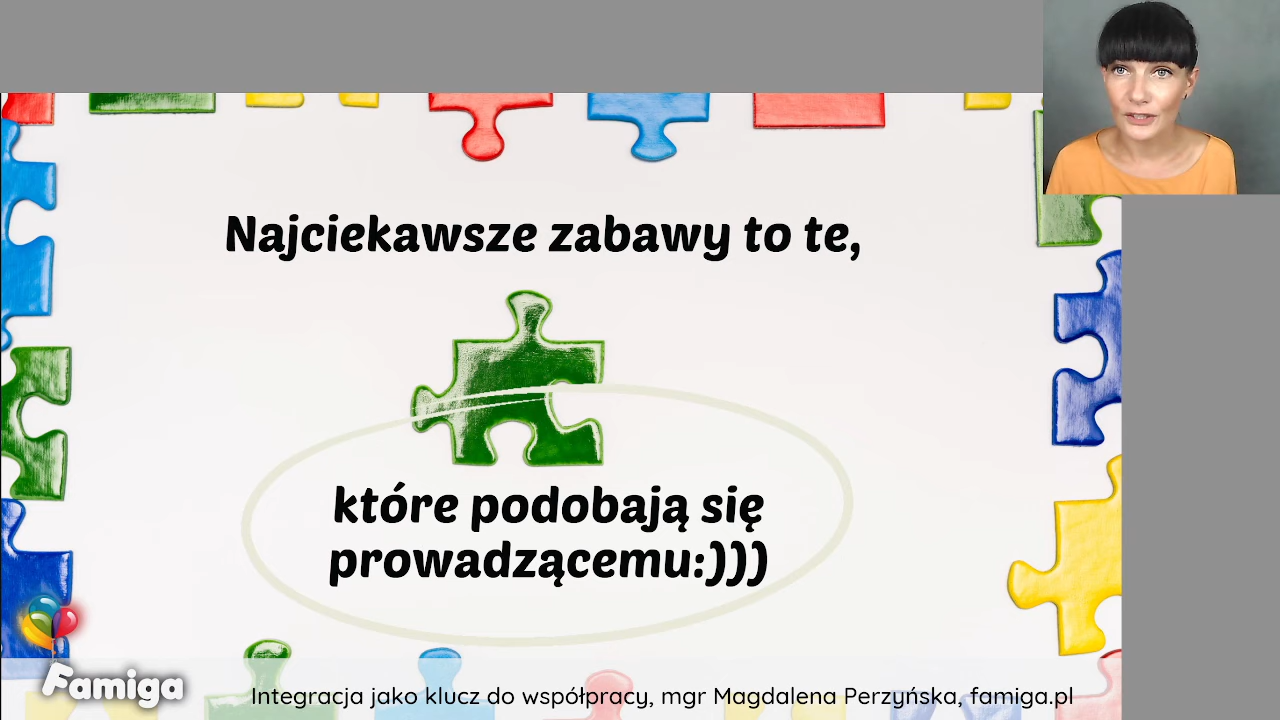 Najciekawsze zabawy to te,
które podobają się
prowadzącemu:)))
Famiga
Integracja jako klucz do współpracy, mgr Magdalena Perzyńska, famiga.pl